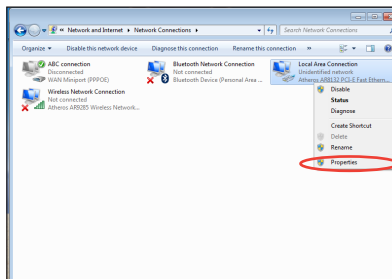 Network and Internet ▸ Network Connections ▸
Search Network Connections
Organize Disable this network device Diagnose this connection Rename this connection »
ABC connection
Disconnected
WAN Miniport (PPPOE)
Bluetooth Network Connection
Not connected
Bluetooth Device (Personal Area ...
Local Area Connection
Unidentified network
Atheros AR8132 PCI-E Fast Ethern...
Wireless Network Connection
Not connected
Atheros AR9285 Wireless Network...
Disable
Status
Diagnose
Create Shortcut
Delete
Rename
Properties